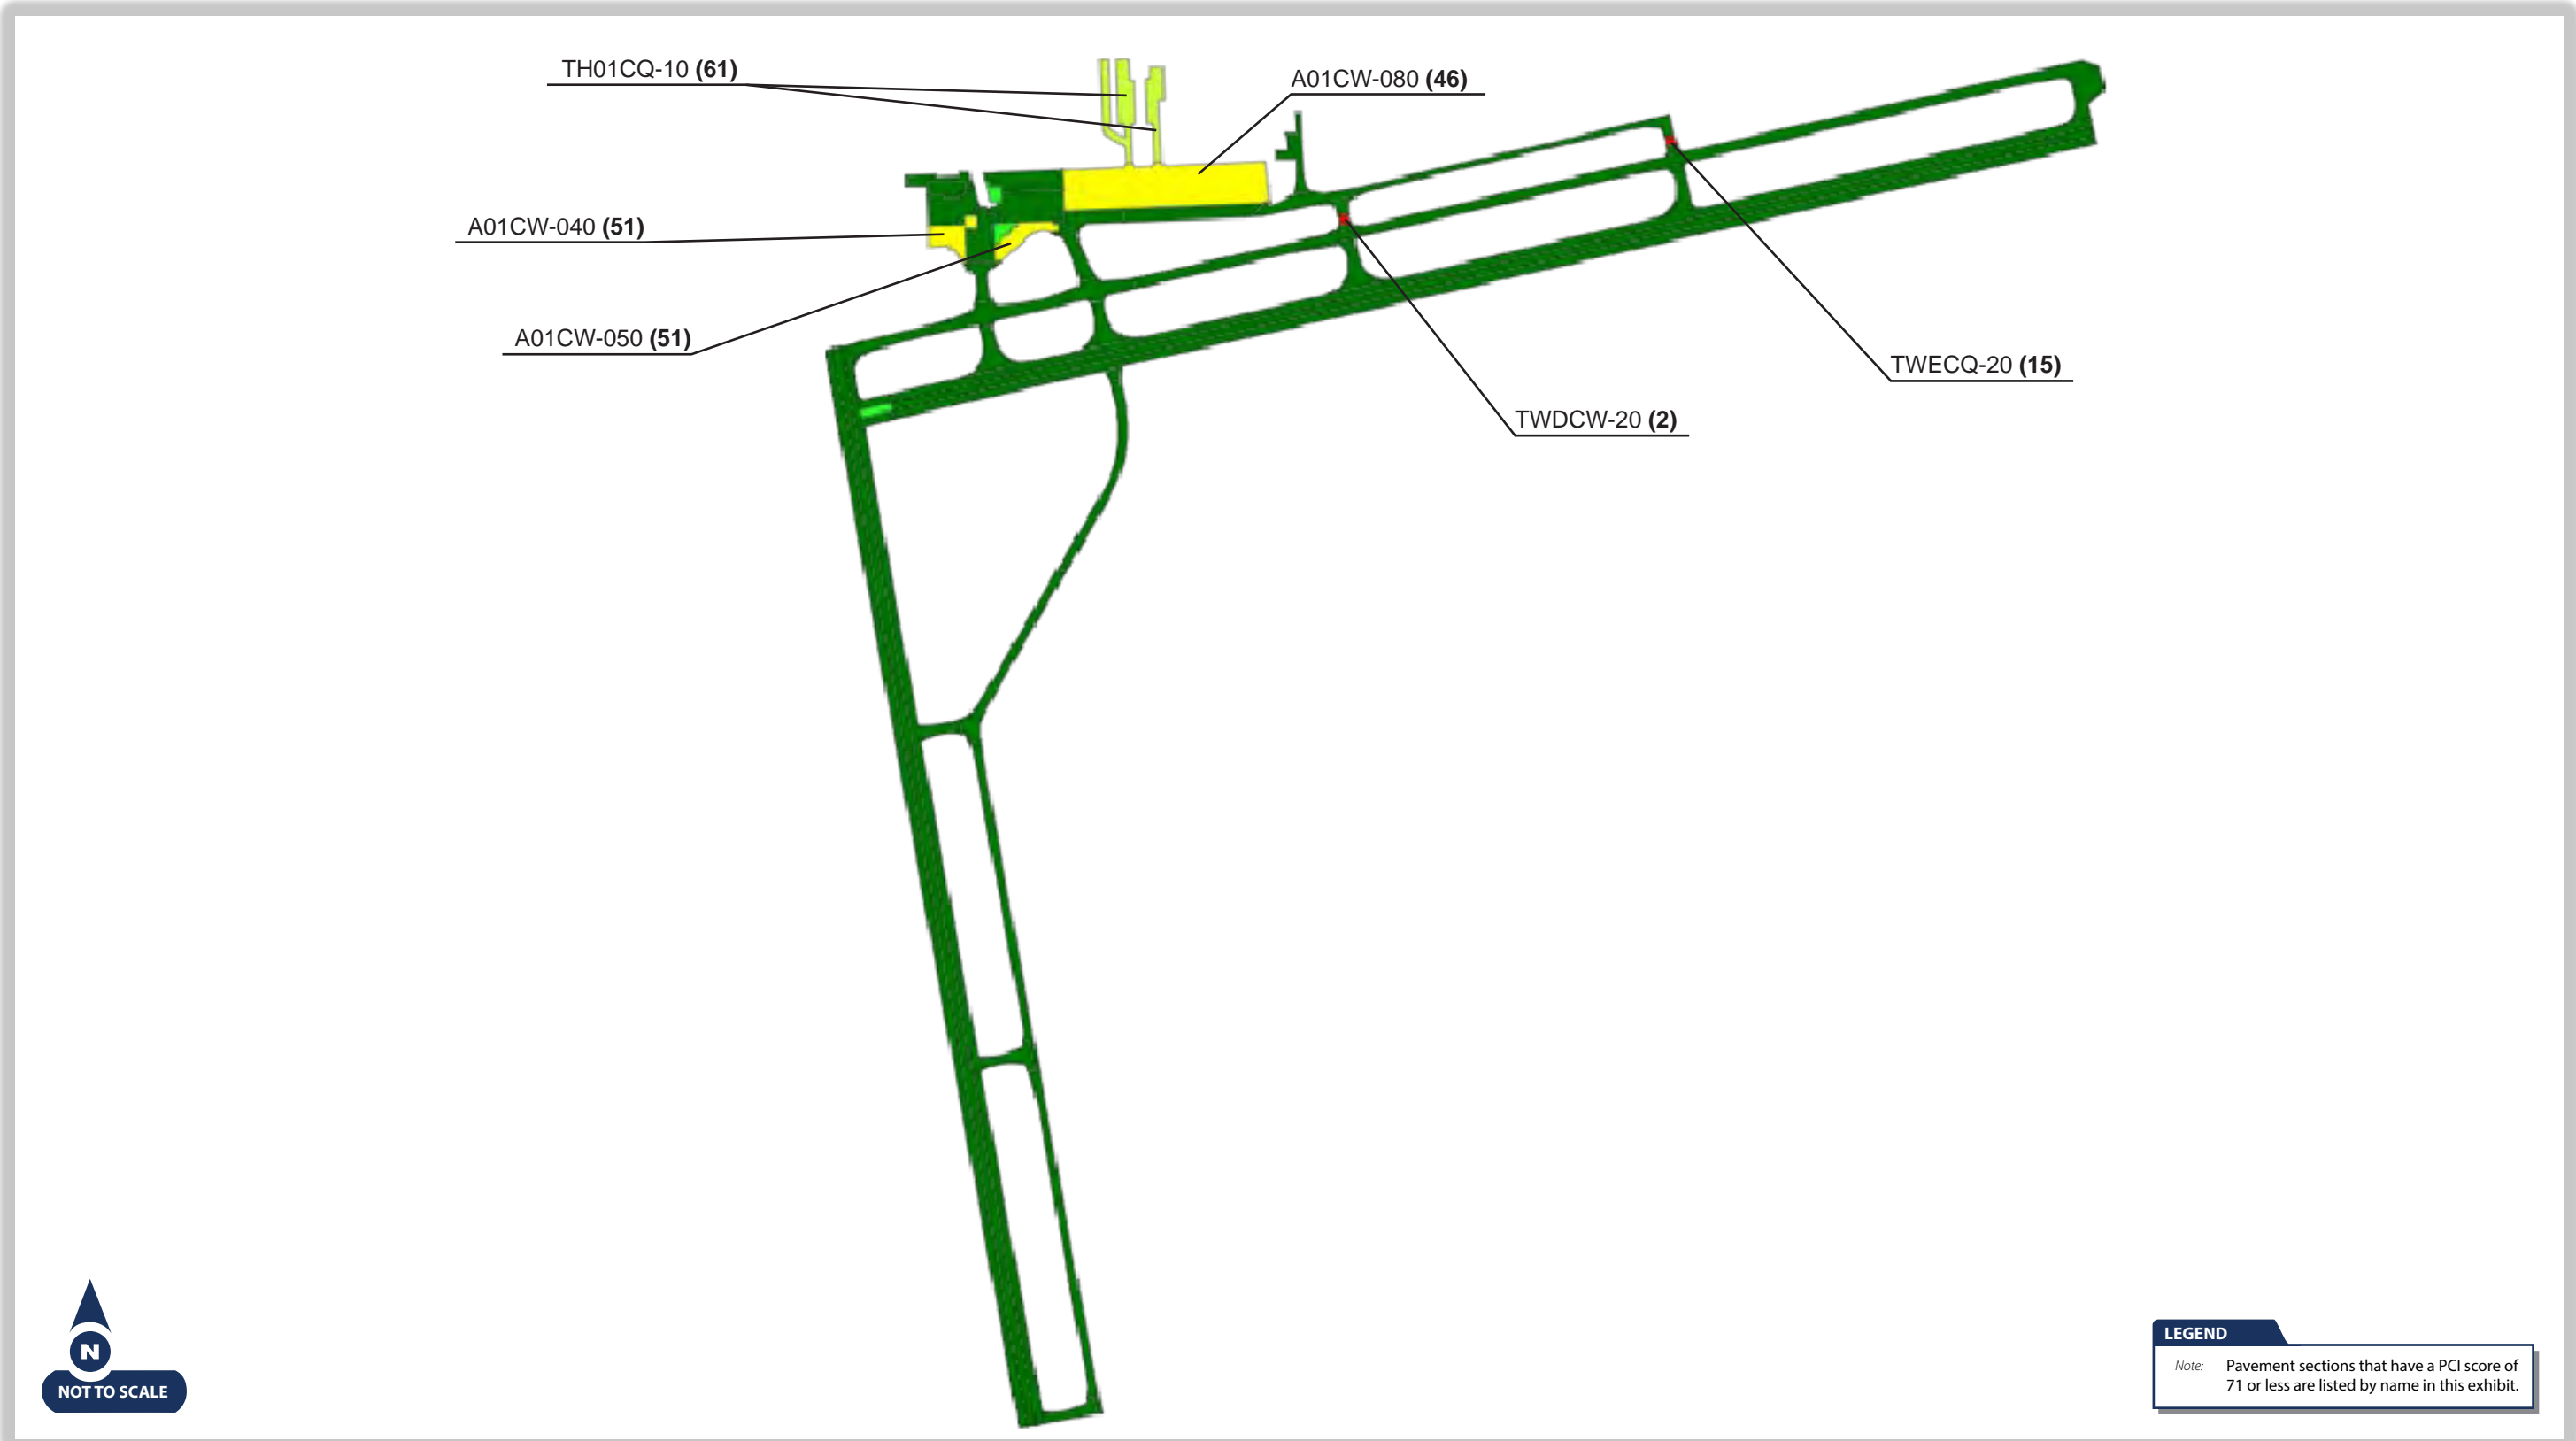 TH01CQ-10 (61)
A01CW-080 (46)
A01CW-040 (51)
A01CW-050 (51)
TWECQ-20 (15)
TWDCW-20 (2)
N
NOT TO SCALE
LEGEND
Note: Pavement sections that have a PCI score of
71 or less are listed by name in this exhibit.